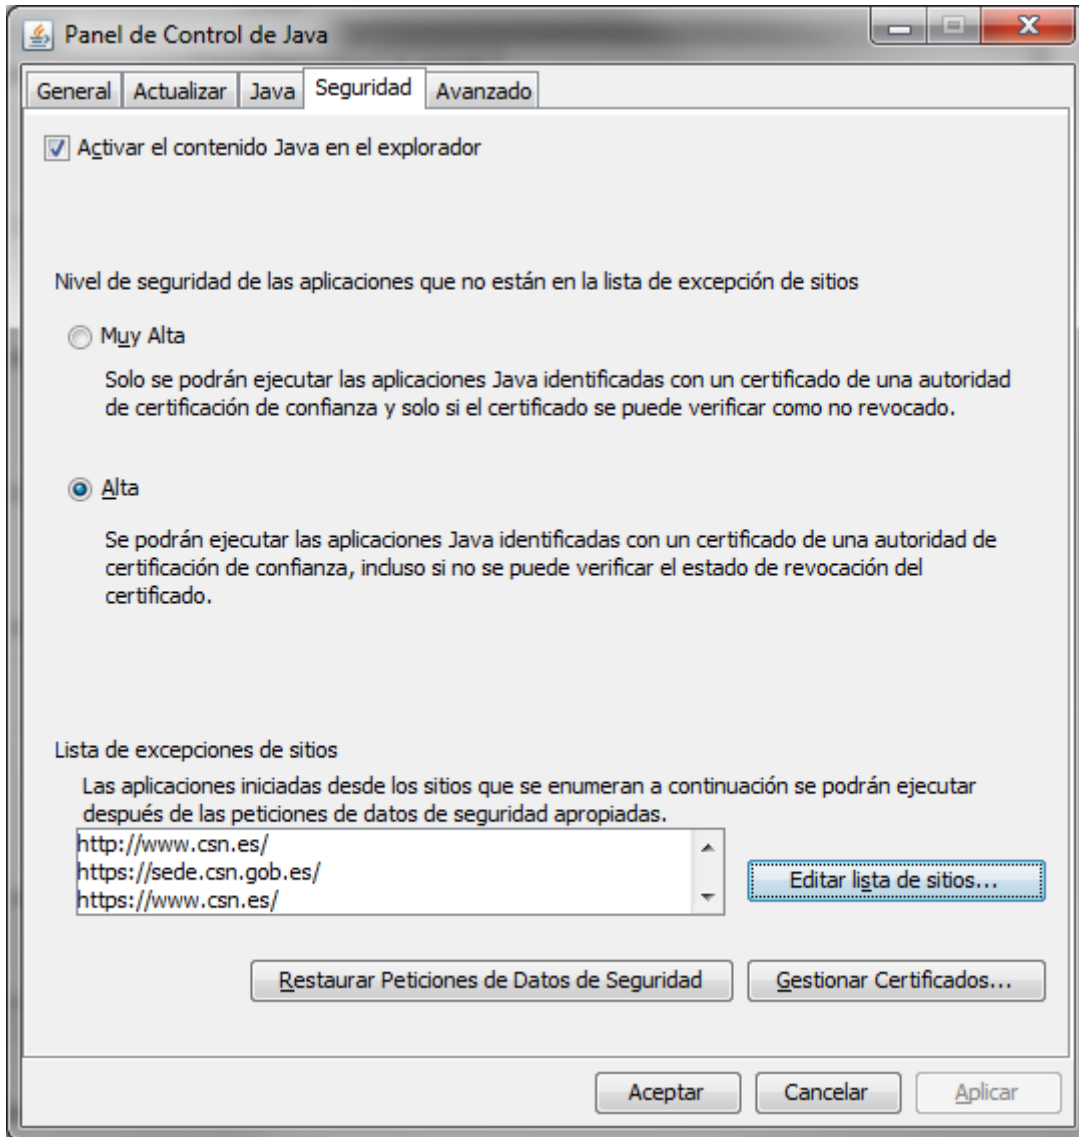 Panel de Control de Java
General Actualizar Java Seguridad Avanzado
Activar el contenido Java en el explorador
Nivel de seguridad de las aplicaciones que no están en la lista de excepción de sitios
Muy Alta
Solo se podrán ejecutar las aplicaciones Java identificadas con un certificado de una autoridad
de certificación de confianza y solo si el certificado se puede verificar como no revocado.
Alta
Se podrán ejecutar las aplicaciones Java identificadas con un certificado de una autoridad de
certificación de confianza, incluso si no se puede verificar el estado de revocación del
certificado.
Lista de excepciones de sitios
Las aplicaciones iniciadas desde los sitios que se enumeran a continuación se podrán ejecutar
después de las peticiones de datos de seguridad apropiadas.
http://www.csn.es/
https://sede.csn.gob.es/
https://www.csn.es/
Editar lista de sitios...
Restaurar Peticiones de Datos de Seguridad Gestionar Certificados...
Aceptar Cancelar Aplicar